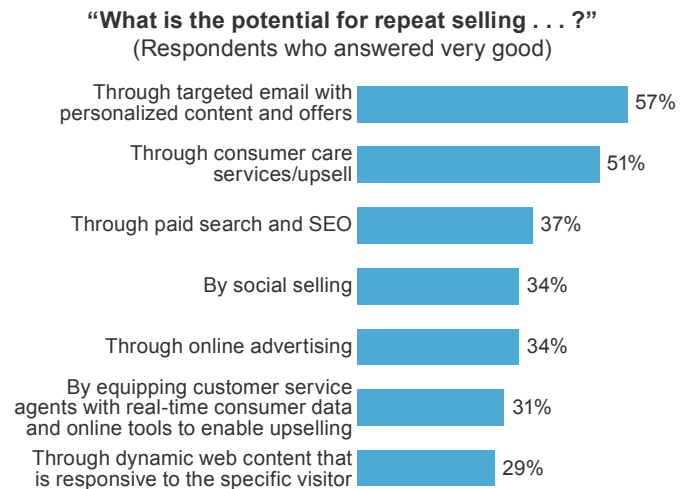 “What is the potential for repeat selling . . . ?”
(Respondents who answered very good)
Through targeted email with
personalized content and offers
57%
Through consumer care
services/upsell
51%
Through paid search and SEO
37%
By social selling
34%
Through online advertising
34%
By equipping customer service
agents with real-time consumer data
and online tools to enable upselling
31%
Through dynamic web content that
is responsive to the specific visitor
29%